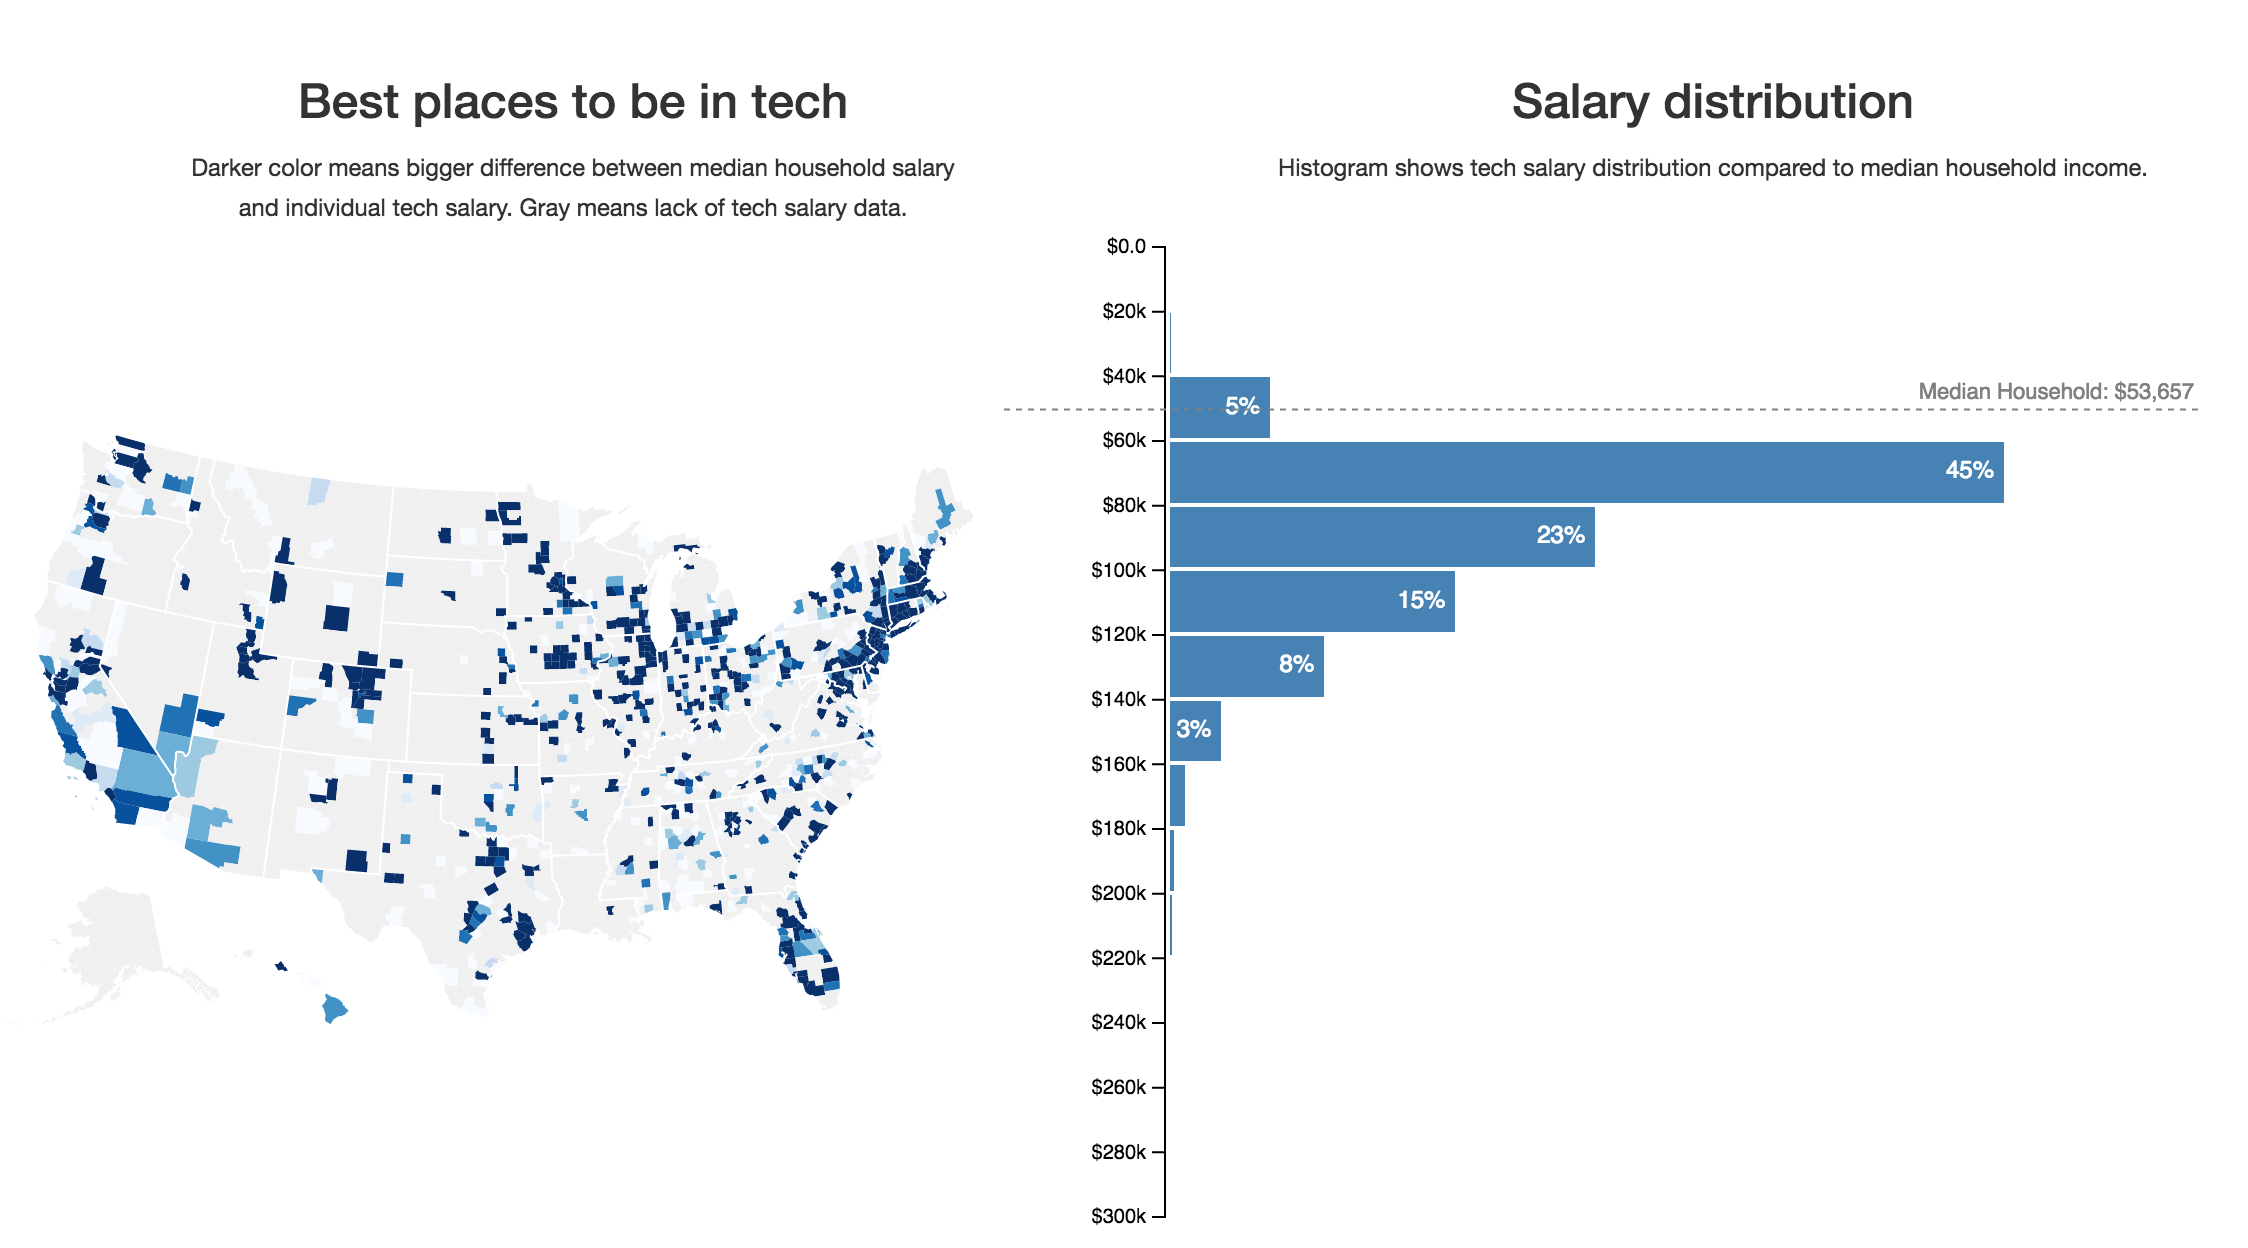 Best places to be in tech
Darker color means bigger difference between median household salary
and individual tech salary. Gray means lack of tech salary data.
Salary distribution
Histogram shows tech salary distribution compared to median household income.
$0.0
$20k
$40k
Median Household: $53,657
5%
$60k
45%
$80k
23%
$100k
15%
$120k
8%
$140k
3%
$160k
$180k
$200k
$220k
$240k
$260k
$280k
$300k